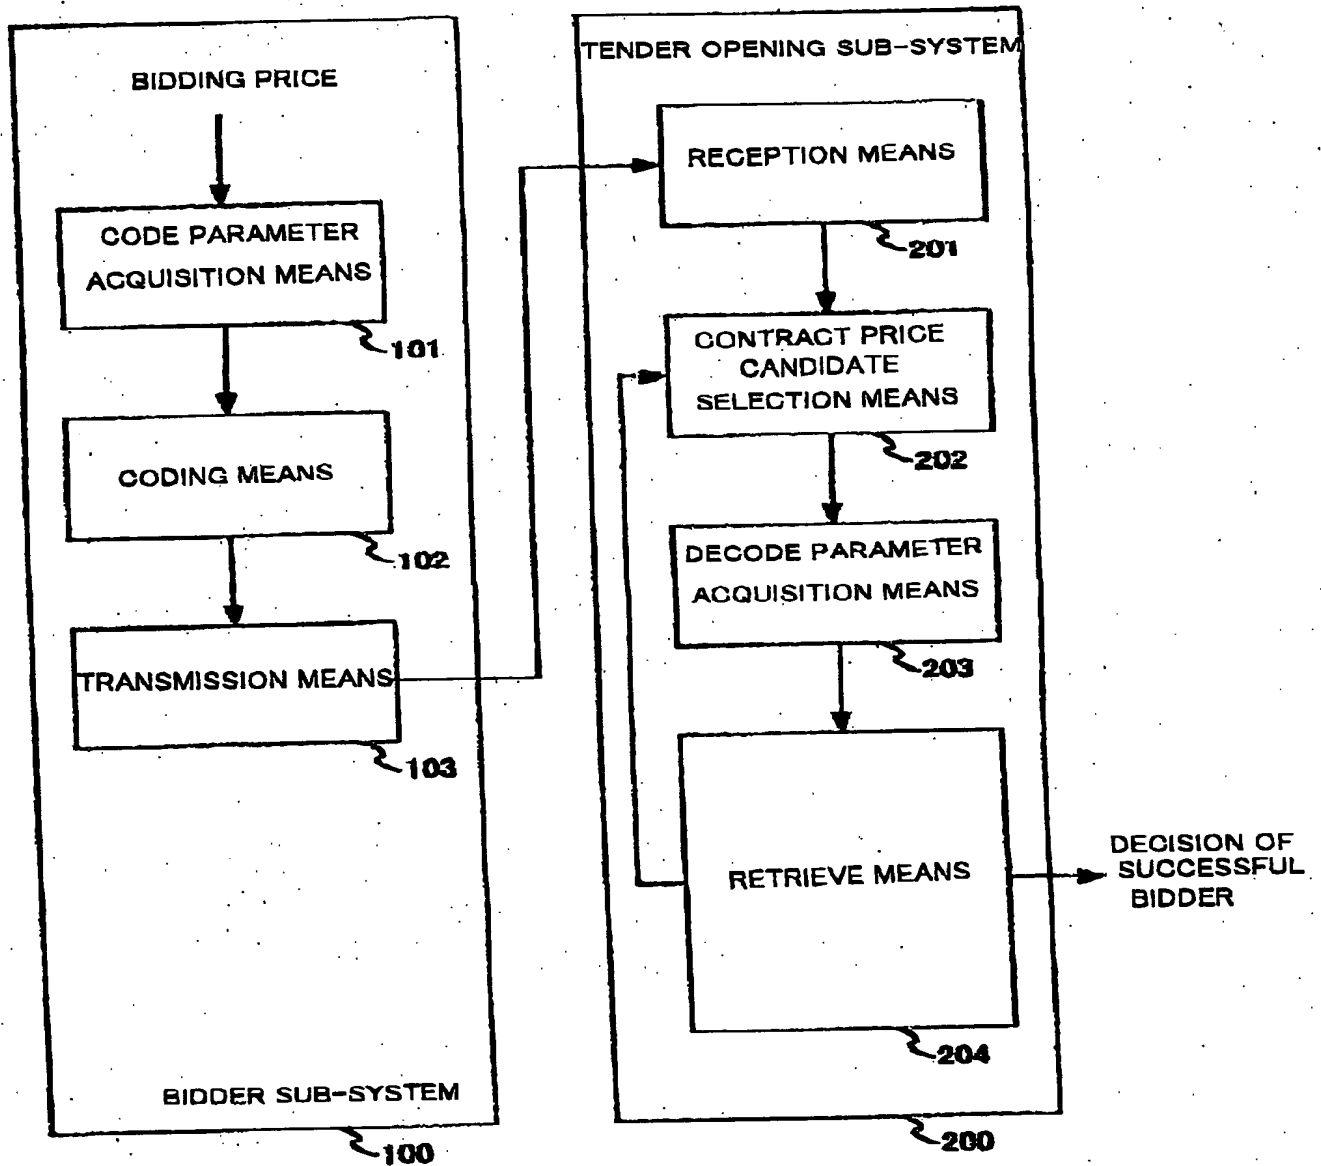 BIDDING PRICE
CODE PARAMETER
ACQUISITION MEANS
101
CODING MEANS
102
TRANSMISSION MEANS
103
BIDDER SUB-SYSTEM
100
TENDER OPENING SUB-SYSTEM
RECEPTION MEANS
201
CONTRACT PRICE
CANDIDATE
SELECTION MEANS
202
DECODE PARAMETER
ACQUISITION MEANS
203
RETRIEVE MEANS
204
200
DECISION OF
SUCCESSFUL
BIDDER